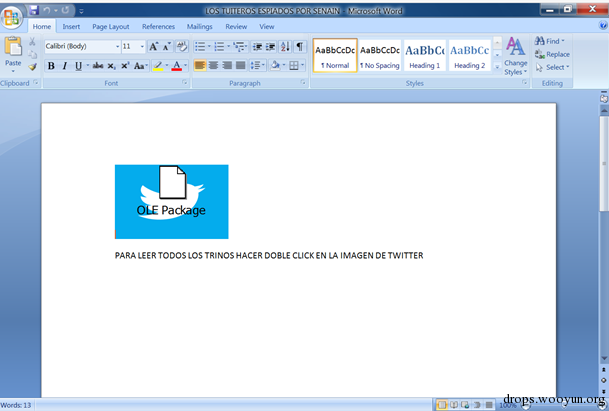 LOS TUITEROS ESPIADOS POR SENAIN - Microsoft Word
Home Insert Page Layout References Mailings Review View
Paste
Calibri (Body) 11
B I U abc x₂ x² Aa
AaBbCcDc AaBbCcDc AaBbCc AaBbCc
¶ Normal ¶ No Spacing Heading 1 Heading 2
Change Styles
Find
Replace
Select
Clipboard Font Paragraph Styles Editing
OLE Package
PARA LEER TODOS LOS TRINOS HACER DOBLE CLICK EN LA IMAGEN DE TWITTER
Words: 13
100%
drops.wooyun.org